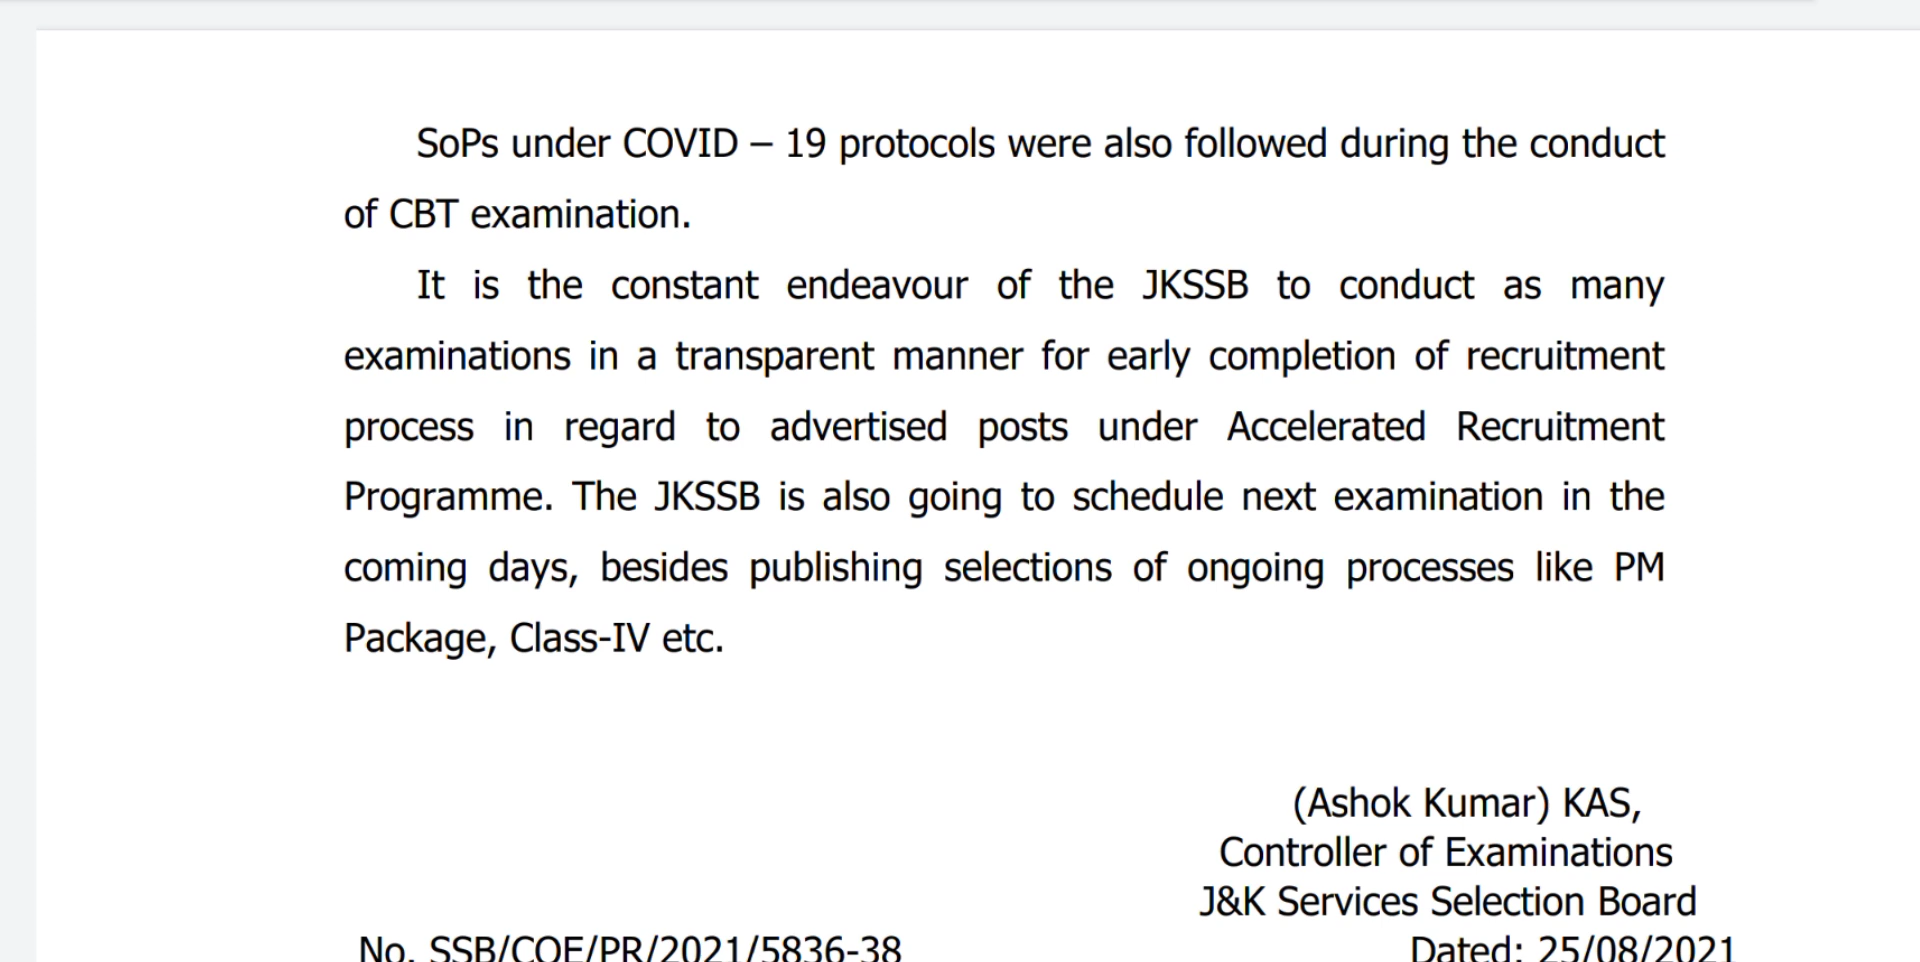 SoPs under COVID – 19 protocols were also followed during the conduct
of CBT examination.
It is the constant endeavour of the JKSSB to conduct as many
examinations in a transparent manner for early completion of recruitment
process in regard to advertised posts under Accelerated Recruitment
Programme. The JKSSB is also going to schedule next examination in the
coming days, besides publishing selections of ongoing processes like PM
Package, Class-IV etc.
(Ashok Kumar) KAS,
Controller of Examinations
J&K Services Selection Board
No. SSB/COE/PR/2021/5836-38 Dated: 25/08/2021